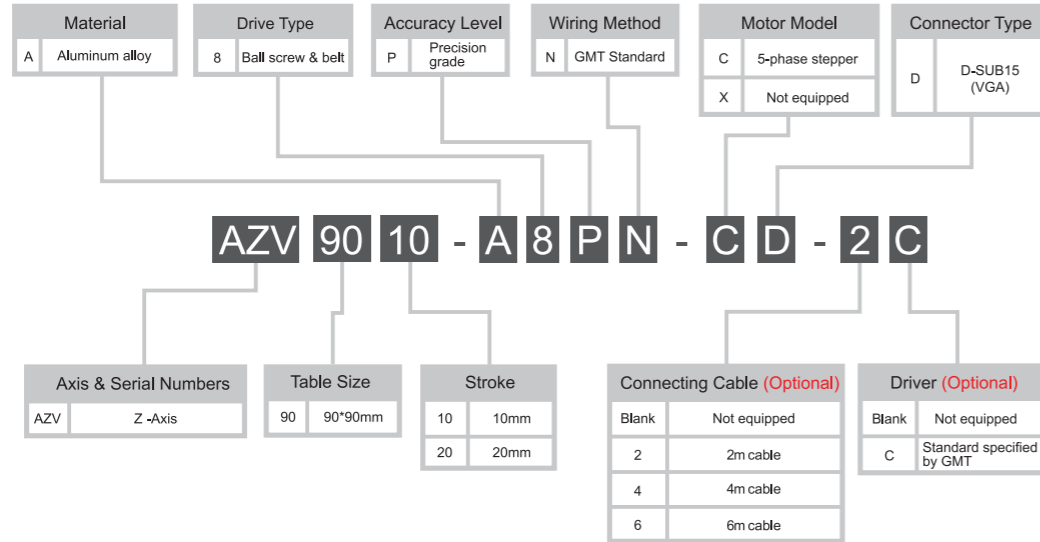 Material
A Aluminum alloy
Drive Type
8 Ball screw & belt
Accuracy Level
P Precision
grade
Wiring Method
N GMT Standard
Motor Model
C 5-phase stepper
X Not equipped
Connector Type
D D-SUB15
(VGA)
AZV 90 10 - A 8 P N - C D - 2 C
Axis & Serial Numbers
AZV Z -Axis
Table Size
90 90*90mm
Stroke
10 10mm
20 20mm
Connecting Cable (Optional)
Blank Not equipped
2 2m cable
4 4m cable
6 6m cable
Driver (Optional)
Blank Not equipped
C Standard specified
by GMT